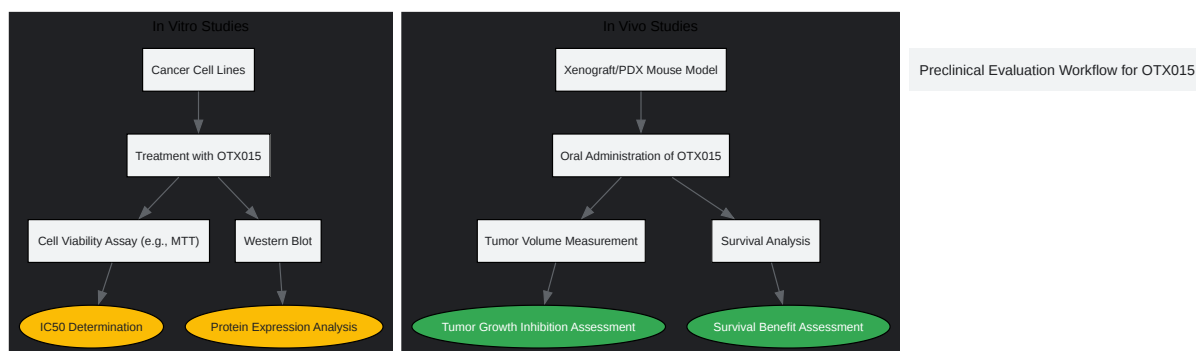 In Vitro Studies
Cancer Cell Lines
Treatment with OTX015
Cell Viability Assay (e.g., MTT)
Western Blot
IC50 Determination
Protein Expression Analysis
In Vivo Studies
Xenograft/PDX Mouse Model
Oral Administration of OTX015
Tumor Volume Measurement
Survival Analysis
Tumor Growth Inhibition Assessment
Survival Benefit Assessment
Preclinical Evaluation Workflow for OTX015